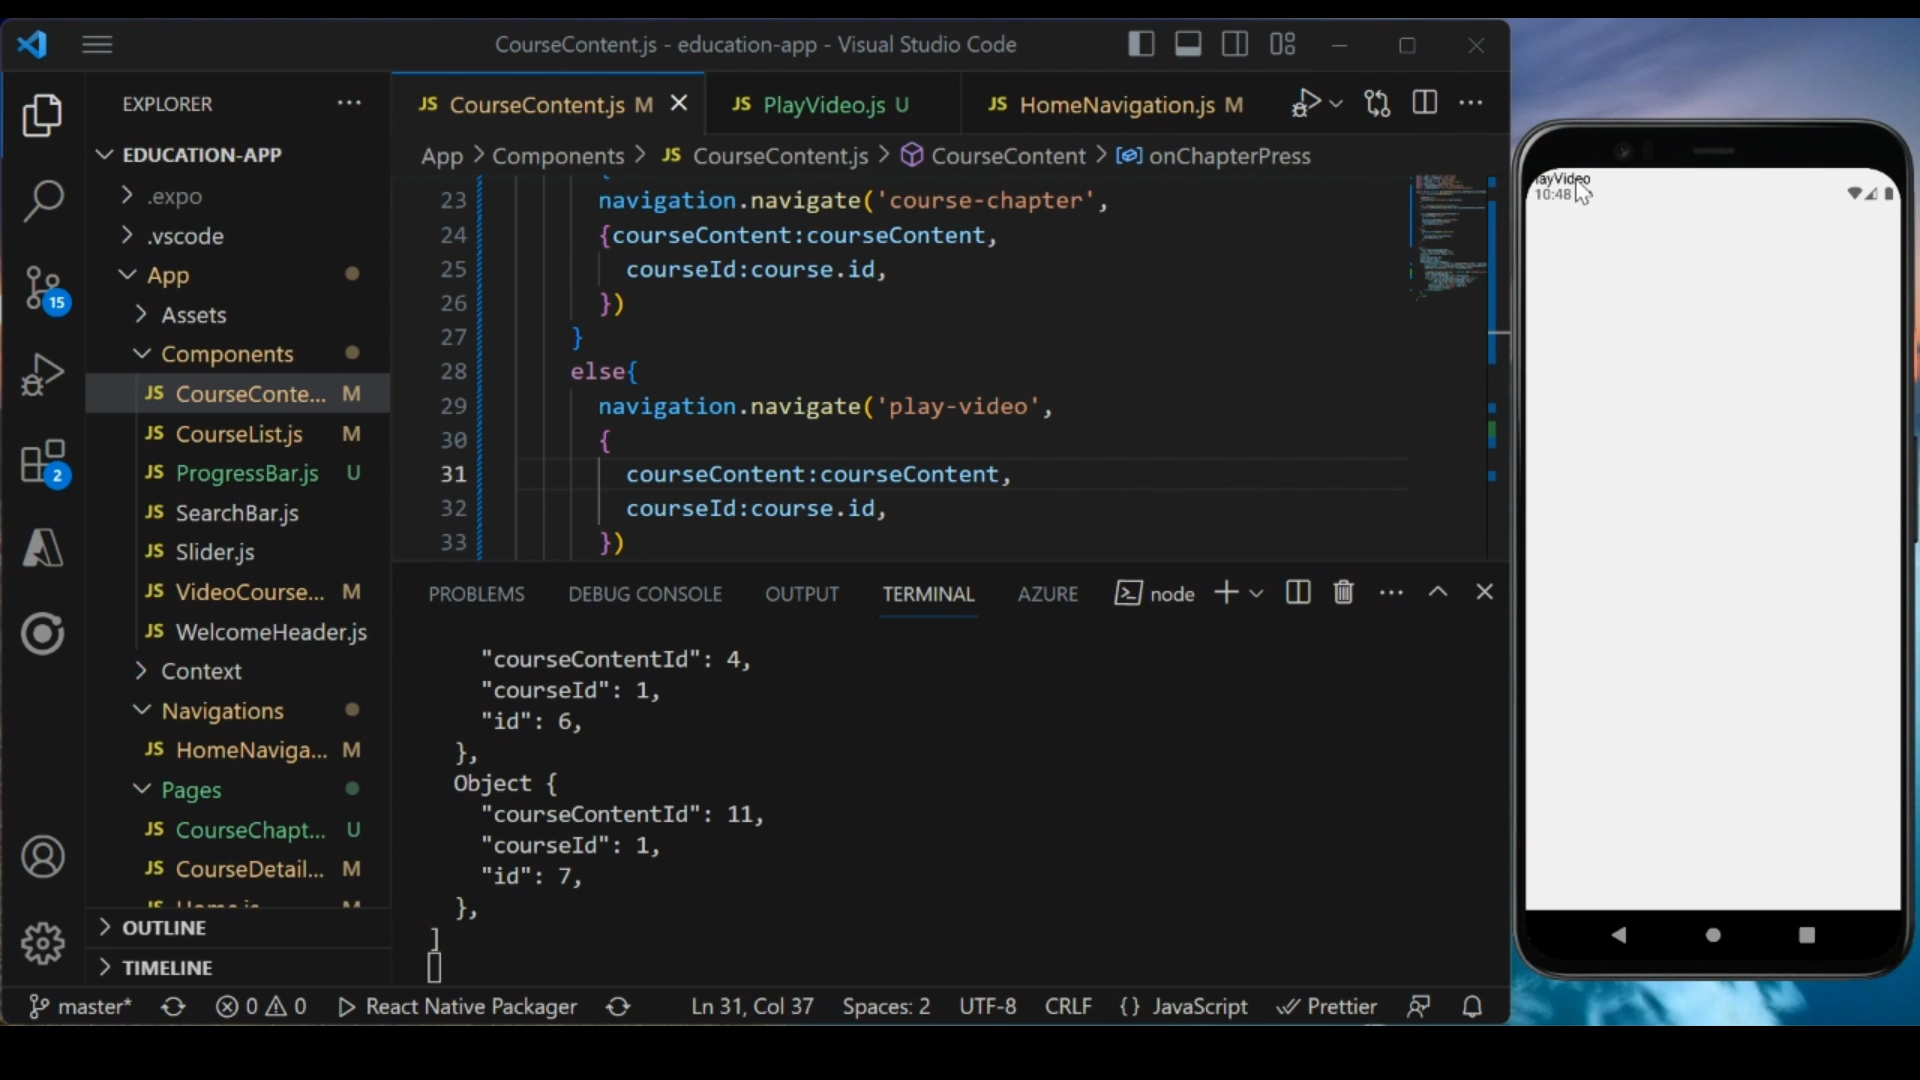 CourseContent.js - education-app - Visual Studio Code
EXPLORER
EDUCATION-APP
.expo
.vscode
App
Assets
Components
JS CourseConte... M
JS CourseList.js M
JS ProgressBar.js U
JS SearchBar.js
JS Slider.js
JS VideoCourse... M
JS WelcomeHeader.js
Context
Navigations
JS HomeNaviga... M
Pages
JS CourseChapt... U
JS CourseDetail... M
JS Home.js M
OUTLINE
TIMELINE
15
2
JS CourseContent.js M
JS PlayVideo.js U
JS HomeNavigation.js M
App > Components > JS CourseContent.js > CourseContent > onChapterPress
23 navigation.navigate('course-chapter',
24 {courseContent:courseContent,
25 courseId:course.id,
26 })
27 }
28 else{
29 navigation.navigate('play-video',
30 {
31 courseContent:courseContent,
32 courseId:course.id,
33 })
PROBLEMS DEBUG CONSOLE OUTPUT TERMINAL AZURE node
"courseContentId": 4,
"courseId": 1,
"id": 6,
},
Object {
"courseContentId": 11,
"courseId": 1,
"id": 7,
},
]
master* 0 0 React Native Packager Ln 31, Col 37 Spaces: 2 UTF-8 CRLF {} JavaScript Prettier
layVideo
10:48